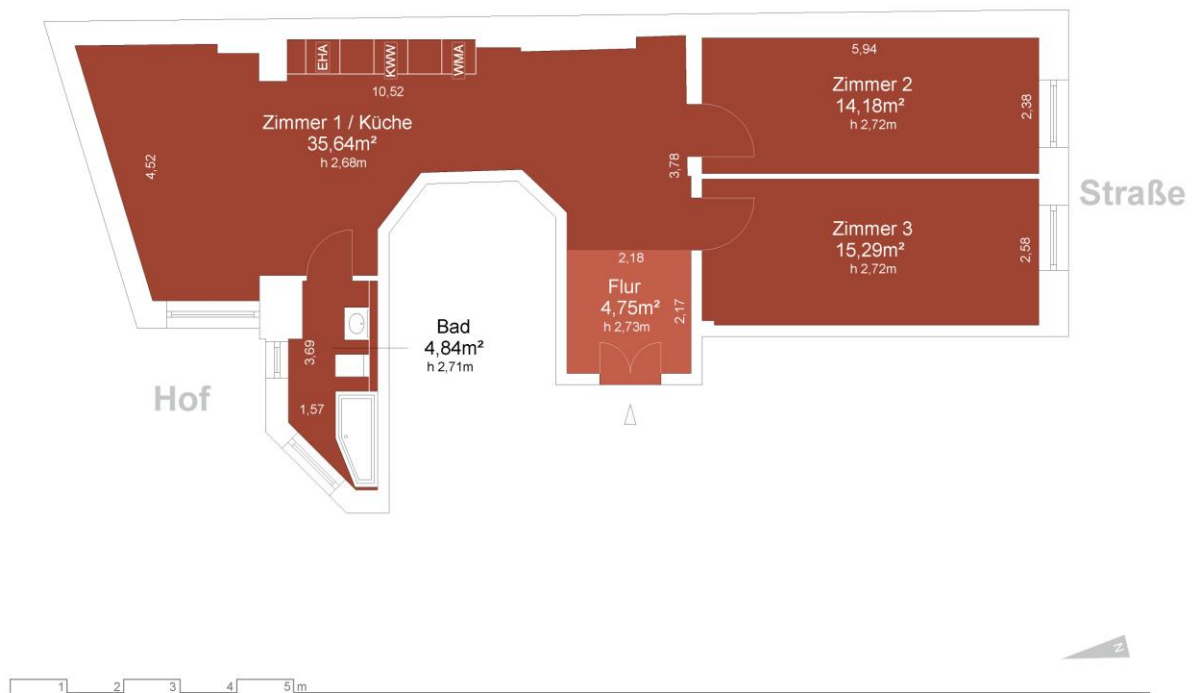 EHA
KWW
WMA
10,52
Zimmer 1 / Küche
35,64m²
h 2,68m
4,52
3,78
5,94
Zimmer 2
14,18m²
h 2,72m
2,38
Straße
Zimmer 3
15,29m²
h 2,72m
2,58
2,18
Flur
4,75m²
h 2,73m
2,17
Bad
4,84m²
h 2,71m
3,69
1,57
Hof
N
1 2 3 4 5 m